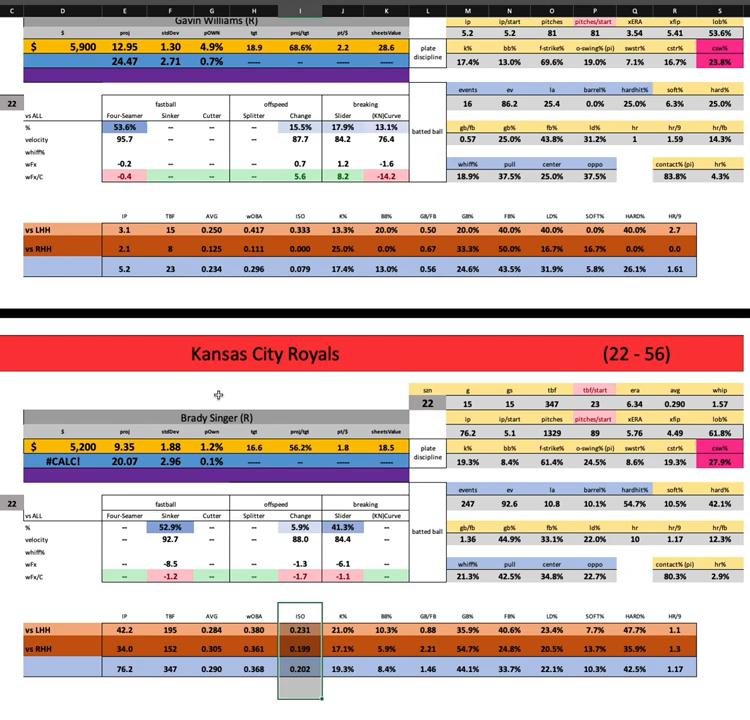 C D E F G H I J K L M N O P Q R S
Gavin Williams (R) ip ip/start pitches pitches/start xERA xfip lob%
$ proj stdDev pOWN tgt proj/tgt pt/$ sheetsValue 5.2 5.2 81 81 3.54 5.41 53.6%
$ 5,900 12.95 1.30 4.9% 18.9 68.6% 2.2 28.6 plate discipline k% bb% f-strike% o-swing% (pi) swstr% cstr% csw%
24.47 2.71 0.7% -- -- -- -- 17.4% 13.0% 69.6% 19.0% 7.1% 16.7% 23.8%
events ev la barrel% hardhit% soft% hard%
22 fastball offspeed breaking 16 86.2 25.4 0.0% 25.0% 6.3% 25.0%
vs ALL Four-Seamer Sinker Cutter Splitter Change Slider (KN)Curve
% 53.6% -- -- -- 15.5% 17.9% 13.1% batted ball gb/fb gb% fb% ld% hr hr/9 hr/fb
velocity 95.7 -- -- -- 87.7 84.2 76.4 0.57 25.0% 43.8% 31.2% 1 1.59 14.3%
whiff%
wFx -0.2 0.7 1.2 -1.6 whiff% pull center oppo contact% (pi) hr%
wFx/C -0.4 -- -- -- 5.6 8.2 -14.2 18.9% 37.5% 25.0% 37.5% 83.8% 4.3%
IP TBF AVG wOBA ISO K% BB% GB/FB GB% FB% LD% SOFT% HARD% HR/9
vs LHH 3.1 15 0.250 0.417 0.333 13.3% 20.0% 0.50 20.0% 40.0% 40.0% 0.0% 40.0% 2.7
vs RHH 2.1 8 0.125 0.111 0.000 25.0% 0.0% 0.67 33.3% 50.0% 16.7% 16.7% 0.0% 0.0
5.2 23 0.234 0.296 0.079 17.4% 13.0% 0.56 24.6% 43.5% 31.9% 5.8% 26.1% 1.61
Kansas City Royals (22 - 56)
szn g gs tbf tbf/start era avg whip
22 15 15 347 23 6.34 0.290 1.57
Brady Singer (R) ip ip/start pitches pitches/start xERA xfip lob%
$ proj stdDev pOwn tgt proj/tgt pt/$ sheetsValue 76.2 5.1 1329 89 5.76 4.49 61.8%
$ 5,200 9.35 1.88 1.2% 16.6 56.2% 1.8 18.5 plate discipline k% bb% f-strike% o-swing% (pi) swstr% cstr% csw%
#CALC! 20.07 2.96 0.1% -- -- -- -- 19.3% 8.4% 61.4% 24.5% 8.6% 19.3% 27.9%
events ev la barrel% hardhit% soft% hard%
22 fastball offspeed breaking 247 92.6 10.8 10.1% 54.7% 10.5% 42.1%
vs ALL Four-Seamer Sinker Cutter Splitter Change Slider (KN)Curve
% -- 52.9% -- -- 5.9% 41.3% -- batted ball gb/fb gb% fb% ld% hr hr/9 hr/fb
velocity -- 92.7 -- -- 88.0 84.4 -- 1.36 44.9% 33.1% 22.0% 10 1.17 12.3%
whiff%
wFx -8.5 -1.3 -6.1 whiff% pull center oppo contact% (pi) hr%
wFx/C -- -1.2 -- -- -1.7 -1.1 -- 21.3% 42.5% 34.8% 22.7% 80.3% 2.9%
IP TBF AVG wOBA ISO K% BB% GB/FB GB% FB% LD% SOFT% HARD% HR/9
vs LHH 42.2 195 0.284 0.380 0.231 21.0% 10.3% 0.88 35.9% 40.6% 23.4% 7.7% 47.7% 1.1
vs RHH 34.0 152 0.305 0.361 0.199 17.1% 5.9% 2.21 54.7% 24.8% 20.5% 13.7% 35.9% 1.3
76.2 347 0.290 0.368 0.202 19.3% 8.4% 1.46 44.1% 33.7% 22.1% 10.3% 42.5% 1.17